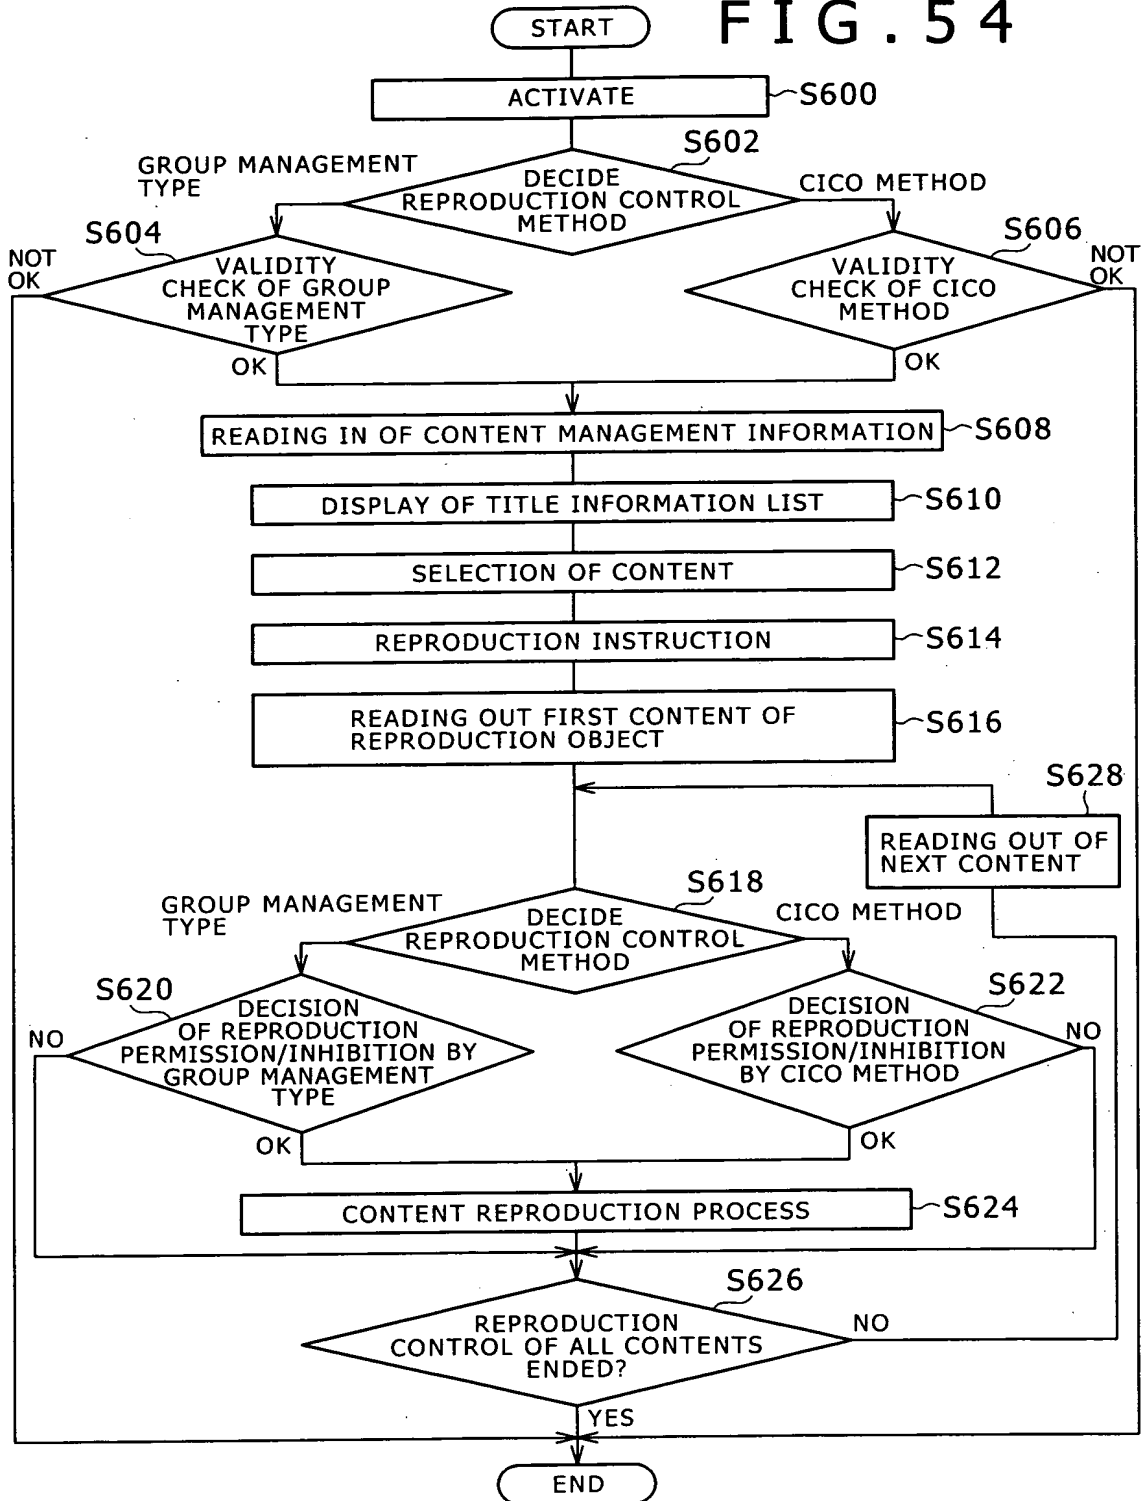 FIG.54
START
ACTIVATE
S600
S602
GROUP MANAGEMENT
TYPE
DECIDE
REPRODUCTION CONTROL
METHOD
CICO METHOD
S604
S606
NOT
OK
VALIDITY
CHECK OF GROUP
MANAGEMENT
TYPE
VALIDITY
CHECK OF CICO
METHOD
NOT
OK
OK
OK
READING IN OF CONTENT MANAGEMENT INFORMATION
S608
DISPLAY OF TITLE INFORMATION LIST
S610
SELECTION OF CONTENT
S612
REPRODUCTION INSTRUCTION
S614
READING OUT FIRST CONTENT OF
REPRODUCTION OBJECT
S616
S628
READING OUT OF
NEXT CONTENT
S618
GROUP MANAGEMENT
TYPE
DECIDE
REPRODUCTION CONTROL
METHOD
CICO METHOD
S620
S622
NO
DECISION
OF REPRODUCTION
PERMISSION/INHIBITION BY
GROUP MANAGEMENT
TYPE
DECISION
OF REPRODUCTION
PERMISSION/INHIBITION
BY CICO METHOD
NO
OK
OK
CONTENT REPRODUCTION PROCESS
S624
S626
REPRODUCTION
CONTROL OF ALL CONTENTS
ENDED?
NO
YES
END